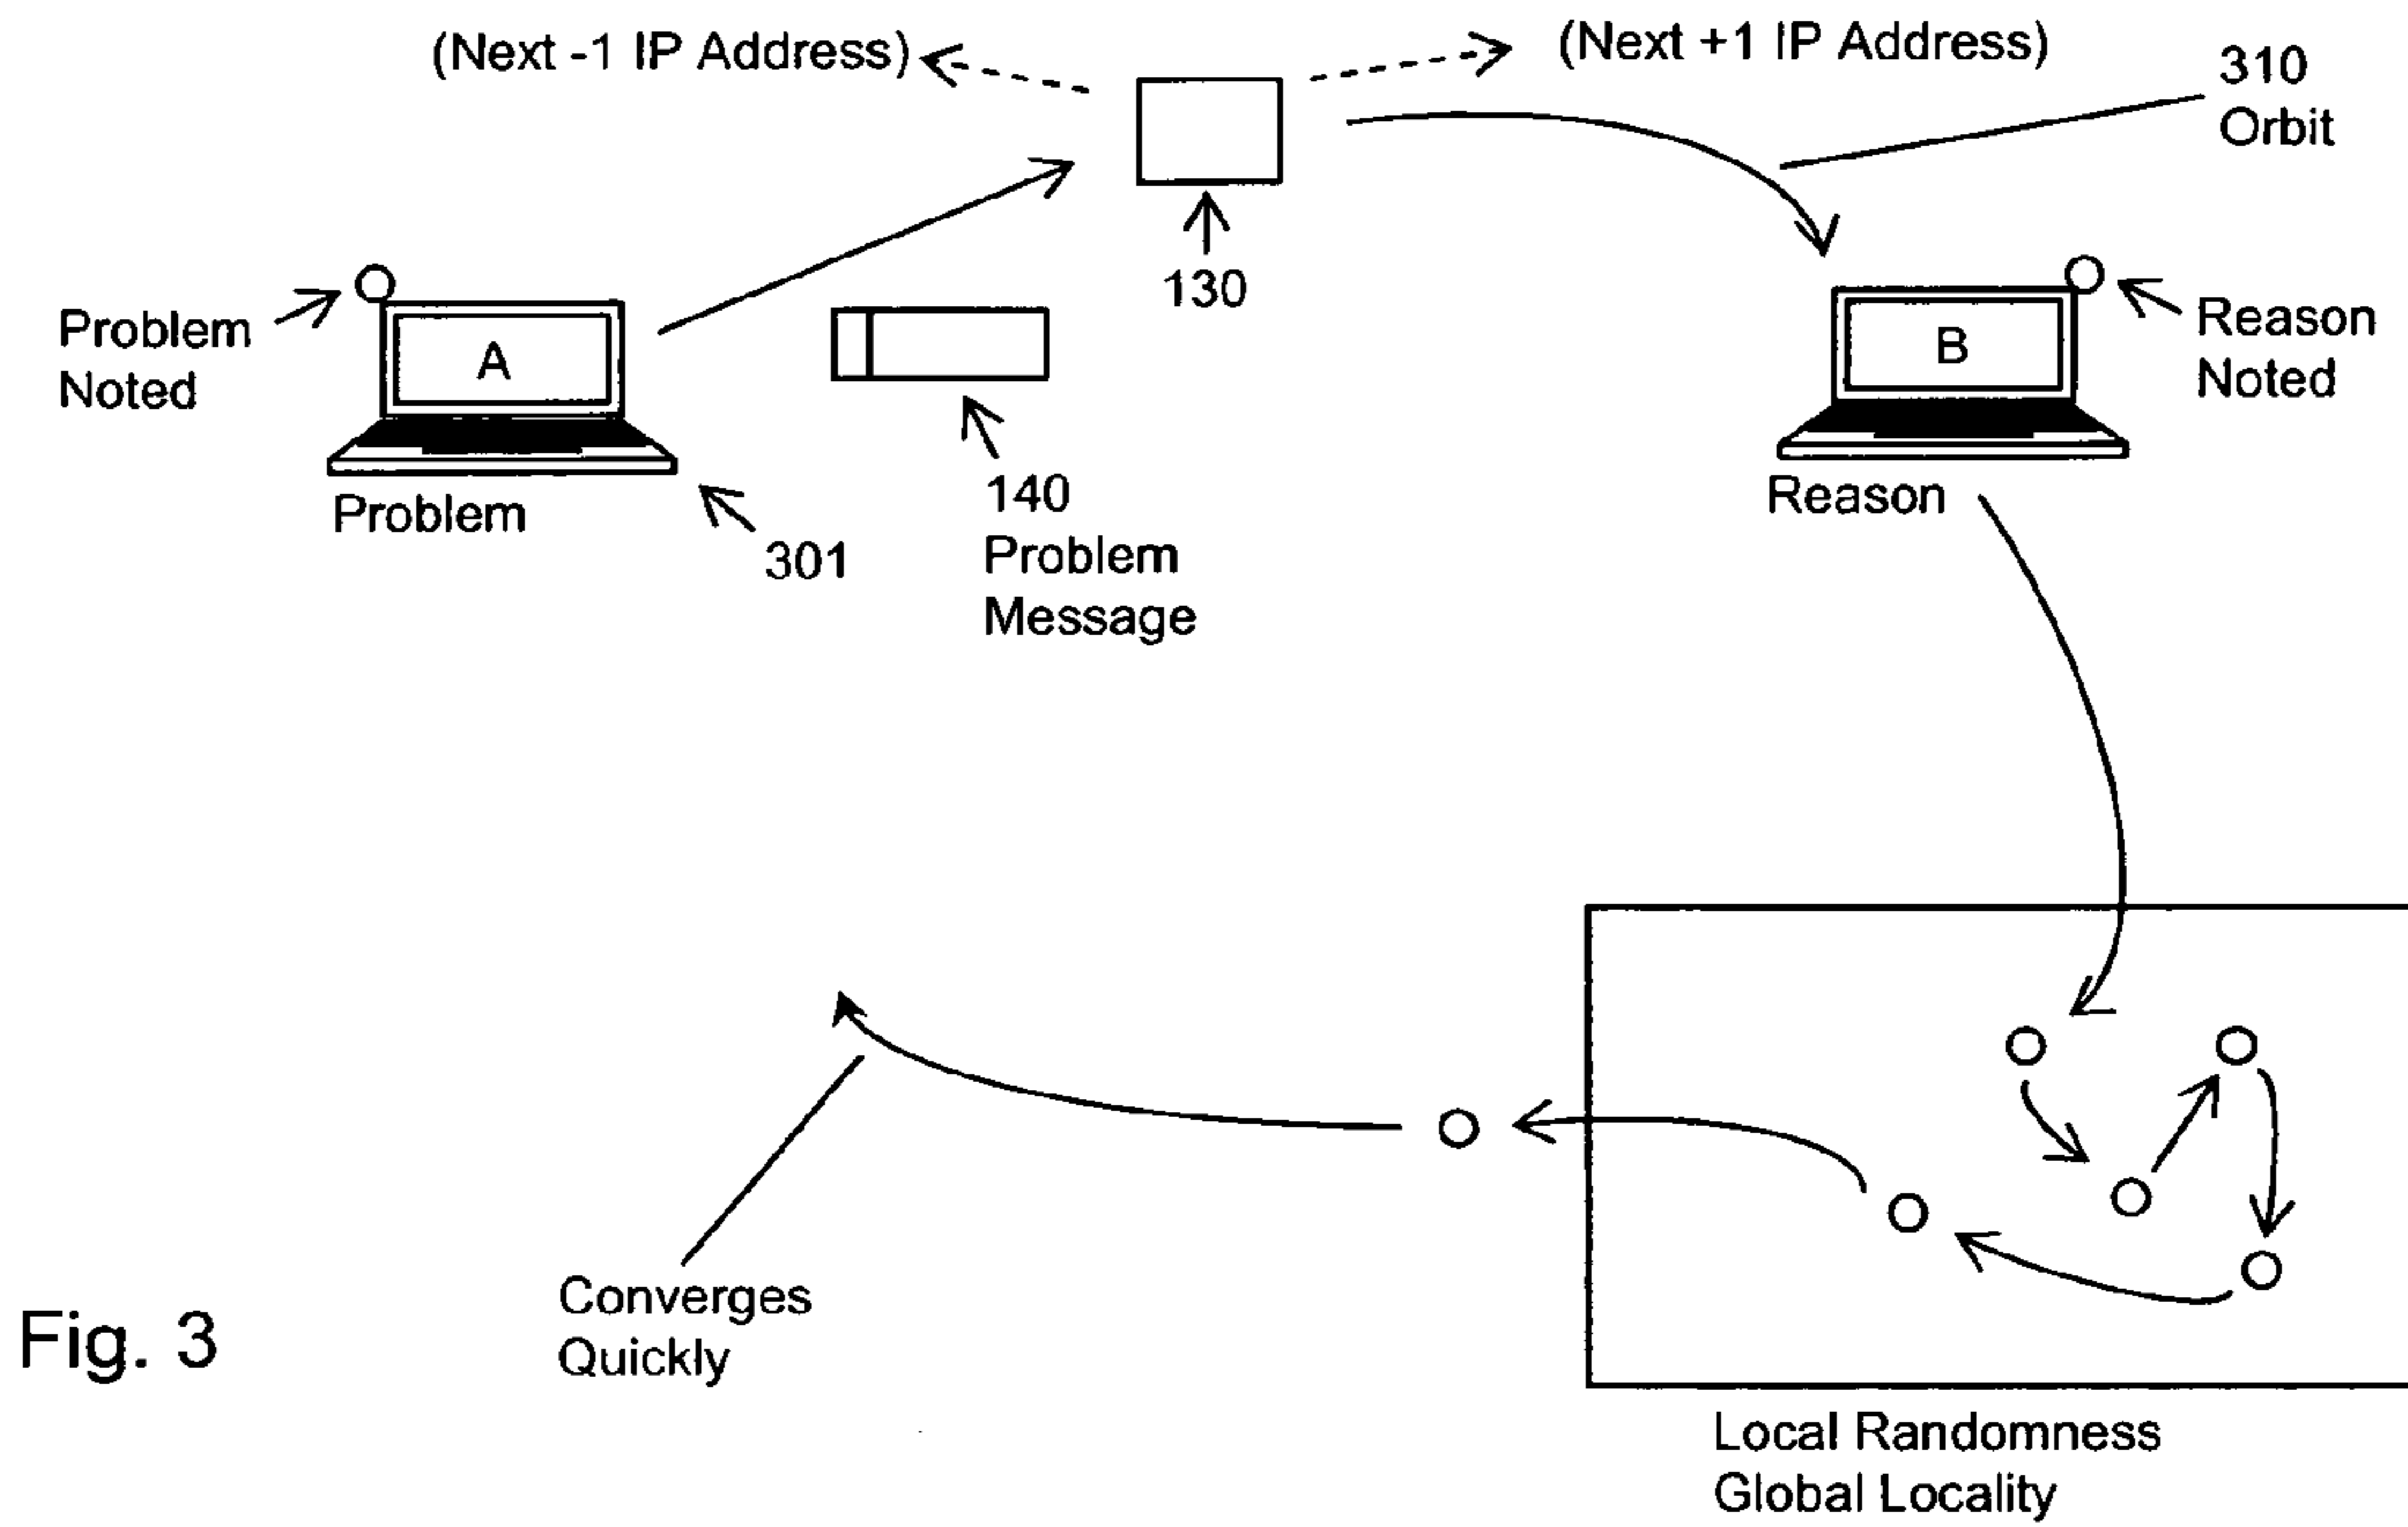 (Next -1 IP Address)
(Next +1 IP Address)
310
Orbit
130
Problem
Noted
A
B
Reason
Noted
Problem
301
140
Problem
Message
Reason
Converges
Quickly
Fig. 3
Local Randomness
Global Locality